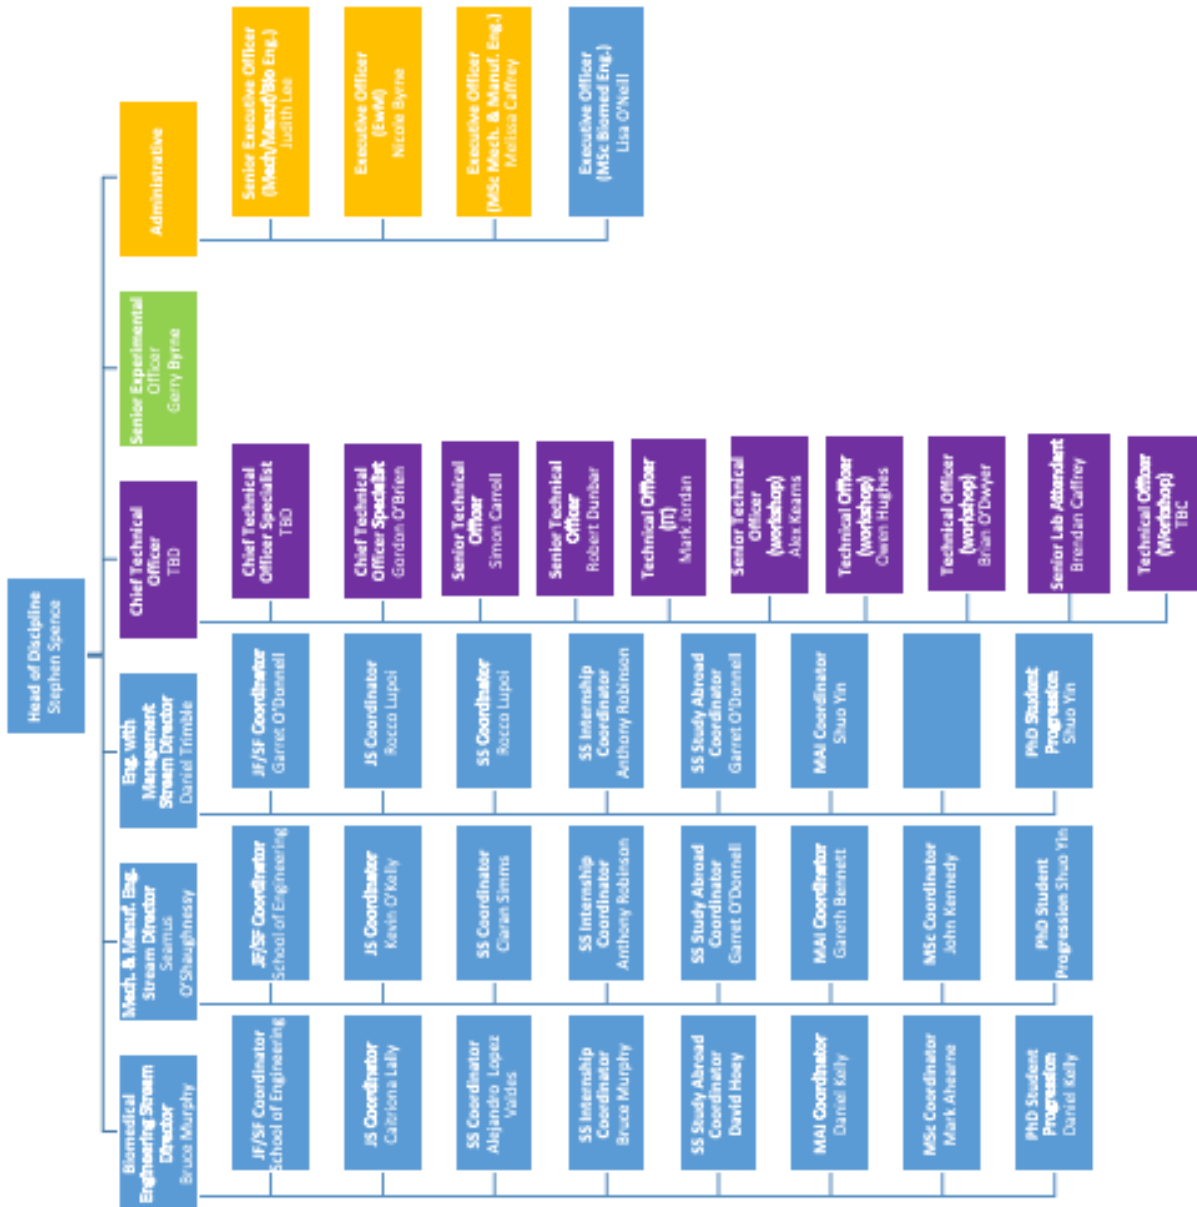 Head of Discipline
Stephen Spence
Biomedical
Engineering Stream
Director
Bruce Murphy
JF/SF Coordinator
School of Engineering
JS Coordinator
Caitriona Lally
SS Coordinator
Alejandro Lopez
Valdes
SS Internship
Coordinator
Bruce Murphy
SS Study Abroad
Coordinator
David Hoey
MAI Coordinator
Daniel Kelly
MSc Coordinator
Mark Ahearne
PhD Student
Progression
Daniel Kelly
Mech. & Manuf. Eng.
Stream Director
Seamus
O'Shaughnessy
JF/SF Coordinator
School of Engineering
JS Coordinator
Kevin O'Kelly
SS Coordinator
Ciaran Simms
SS Internship
Coordinator
Anthony Robinson
SS Study Abroad
Coordinator
Garret O'Donnell
MAI Coordinator
Gareth Bennett
MSc Coordinator
John Kennedy
PhD Student
Progression Shuo Yin
Eng. with
Management
Stream Director
Daniel Trimble
JF/SF Coordinator
Garret O'Donnell
JS Coordinator
Rocco Lupoi
SS Coordinator
Rocco Lupoi
SS Internship
Coordinator
Anthony Robinson
SS Study Abroad
Coordinator
Garret O'Donnell
MAI Coordinator
Shuo Yin
PhD Student
Progression
Shuo Yin
Chief Technical
Officer
TBD
Chief Technical
Officer Specialist
TBD
Chief Technical
Officer Specialist
Gordon O'Brien
Senior Technical
Officer
Simon Carroll
Senior Technical
Officer
Robert Dunbar
Technical Officer
(IT)
Mark Jordan
Senior Technical
Officer
(workshop)
Alex Kearns
Technical Officer
(workshop)
Owen Hughes
Technical Officer
(workshop)
Brian O'Dwyer
Senior Lab Attendant
Brendan Caffrey
Technical Officer
(Workshop)
TBC
Senior Experimental
Officer
Gerry Byrne
Administrative
Senior Executive Officer
(Mech/Manuf/Bio Eng.)
Judith Lee
Executive Officer
(EwM)
Nicole Byrne
Executive Officer
(MSc Mech. & Manuf. Eng.)
Melissa Caffrey
Executive Officer
(MSc Biomed Eng.)
Lisa O'Neill